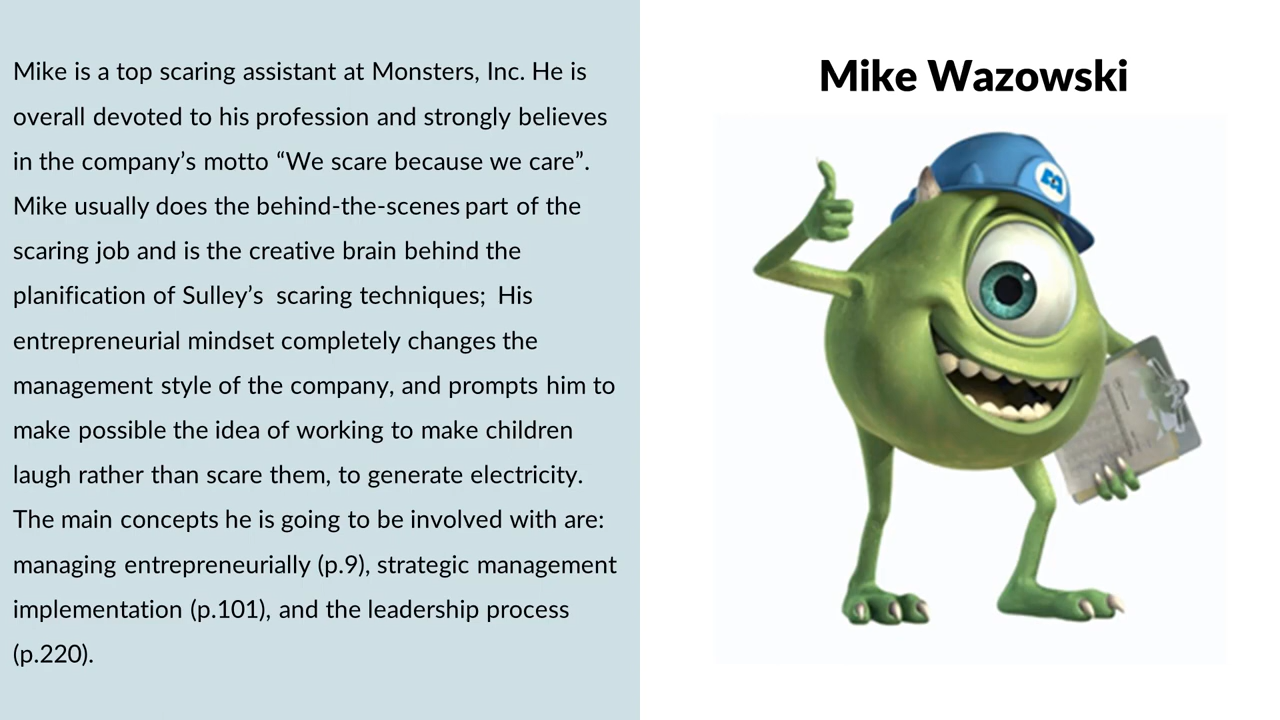 Mike is a top scaring assistant at Monsters, Inc. He is
overall devoted to his profession and strongly believes
in the company’s motto “We scare because we care”.
Mike usually does the behind-the-scenes part of the
scaring job and is the creative brain behind the
planification of Sulley’s  scaring techniques;  His
entrepreneurial mindset completely changes the
management style of the company, and prompts him to
make possible the idea of working to make children
laugh rather than scare them, to generate electricity.
The main concepts he is going to be involved with are:
managing entrepreneurially (p.9), strategic management
implementation (p.101), and the leadership process
(p.220).
Mike Wazowski